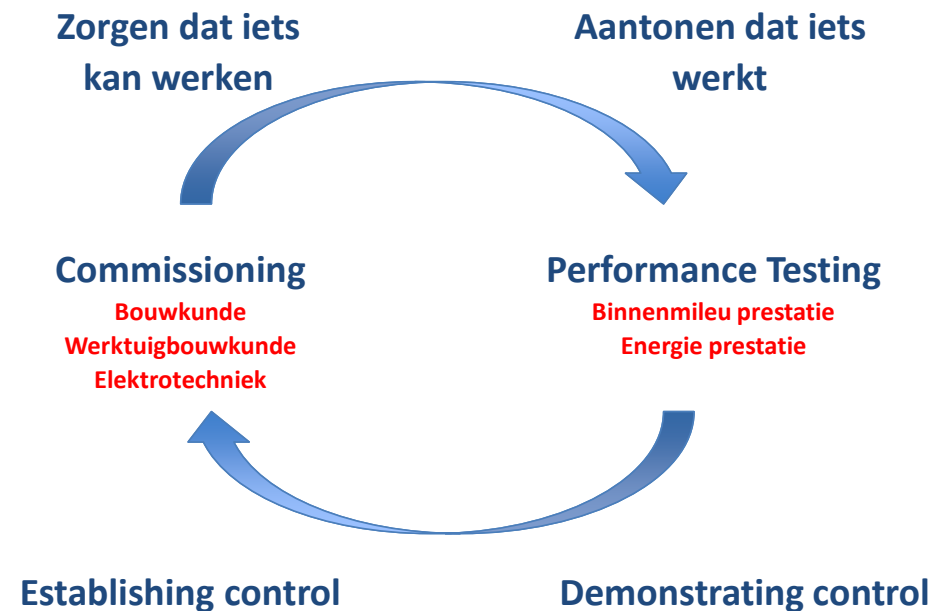 Zorgen dat iets
kan werken
Aantonen dat iets
werkt
Commissioning
Bouwkunde
Werktuigbouwkunde
Elektrotechniek
Performance Testing
Binnenmileu prestatie
Energie prestatie
Establishing control
Demonstrating control